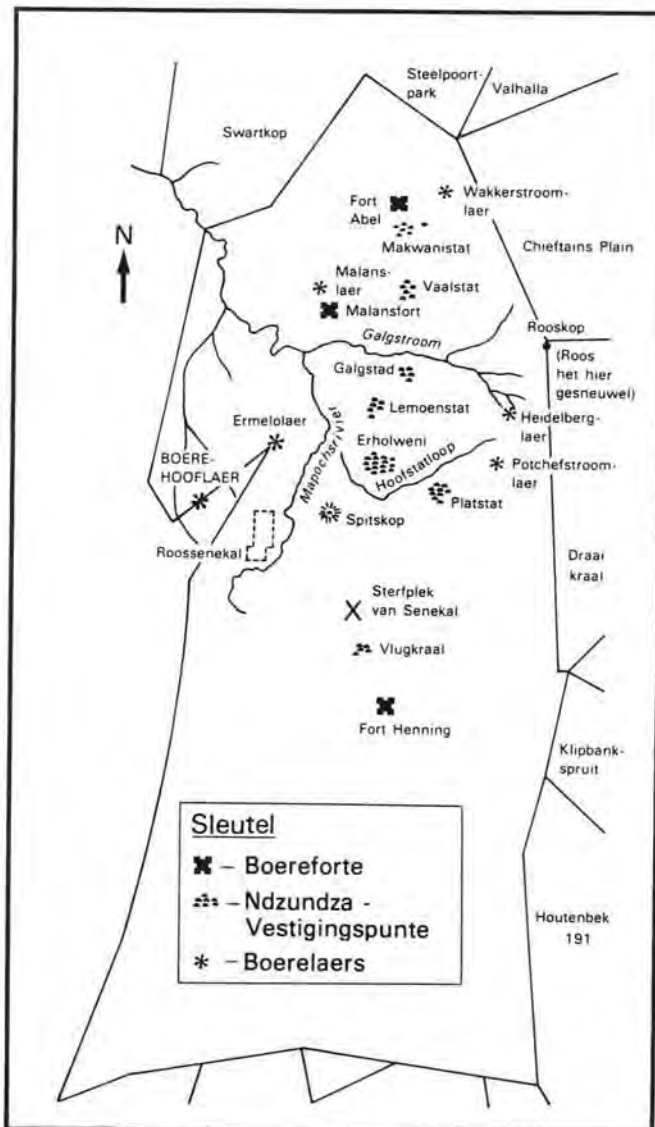 Steelpoort-
park
Valhalla
Swartkop
Wakkerstroom-
laer
Fort
Abel
Makwanistat
N
Chieftains Plain
Malans-
laer
Vaalstat
Malansfort
Galgstroom
Rooskop
(Roos
het hier
gesneuwel)
Galgstad
Lemoenstat
Heidelberg-
laer
Ermelolaer
Mapochsrivier
Erholweni
BOERE-
HOOFLAER
Hoofstatloop
Potchefstroom-
laer
Platstat
Spitskop
Roossenekal
Draai
kraal
Sterfplek
van Senekal
Vlugkraal
Fort Henning
Klipbank-
spruit
Sleutel
– Boereforte
– Ndzundza -
Vestigingspunte
– Boerelaers
Houtenbek
191